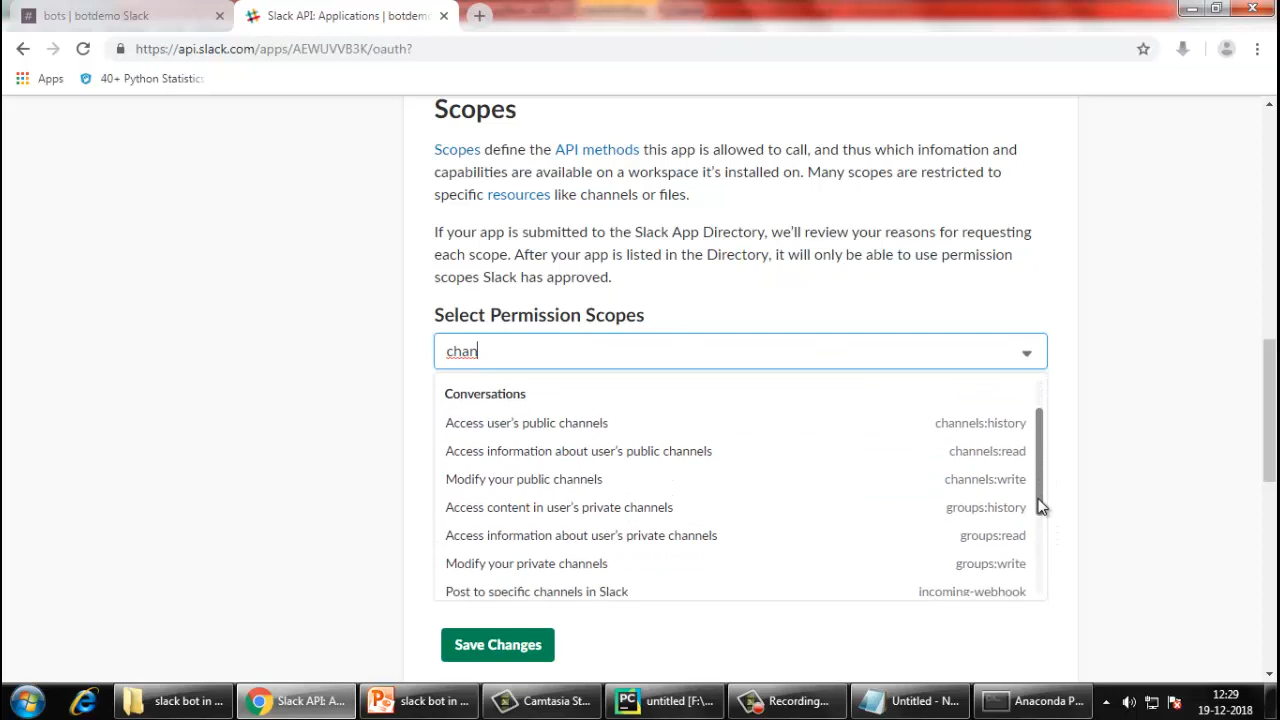 bots | botdemo Slack
Slack API: Applications | botdemo
https://api.slack.com/apps/AEWUVVB3K/oauth?
Apps
40+ Python Statistics
Scopes
Scopes define the API methods this app is allowed to call, and thus which infomation and
capabilities are available on a workspace it's installed on. Many scopes are restricted to
specific resources like channels or files.
If your app is submitted to the Slack App Directory, we'll review your reasons for requesting
each scope. After your app is listed in the Directory, it will only be able to use permission
scopes Slack has approved.
Select Permission Scopes
chan
Conversations
Access user's public channels channels:history
Access information about user's public channels channels:read
Modify your public channels channels:write
Access content in user's private channels groups:history
Access information about user's private channels groups:read
Modify your private channels groups:write
Post to specific channels in Slack incoming-webhook
Save Changes
slack bot in ...
Slack API: A...
slack bot in ...
Camtasia St...
untitled [F:\...
Recording...
Untitled - N...
Anaconda P...
12:29
19-12-2018